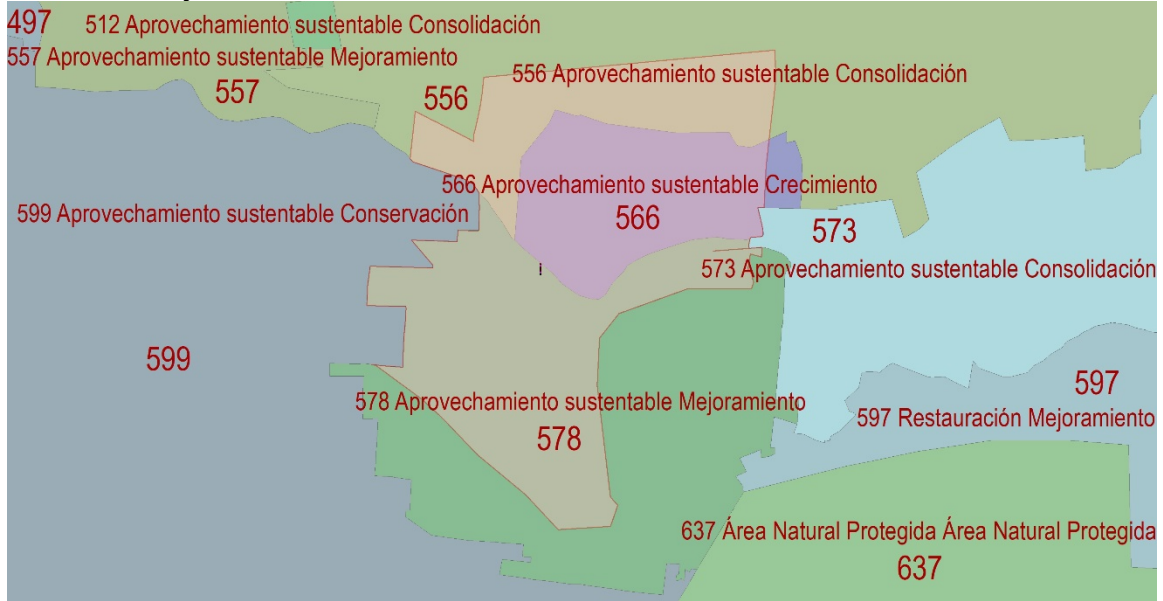 497
512 Aprovechamiento sustentable Consolidación
557 Aprovechamiento sustentable Mejoramiento
556 Aprovechamiento sustentable Consolidación
557
556
566 Aprovechamiento sustentable Crecimiento
599 Aprovechamiento sustentable Conservación
566
573
573 Aprovechamiento sustentable Consolidación
599
597
578 Aprovechamiento sustentable Mejoramiento
597 Restauración Mejoramiento
578
637 Área Natural Protegida Área Natural Protegida
637